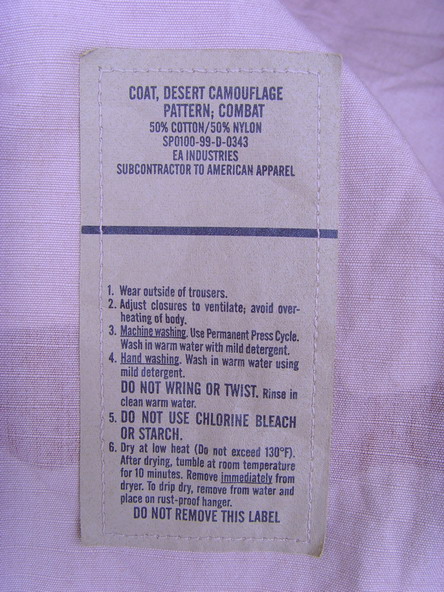 COAT, DESERT CAMOUFLAGE
PATTERN; COMBAT
50% COTTON/50% NYLON
SPO100-99-D-0343
EA INDUSTRIES
SUBCONTRACTOR TO AMERICAN APPAREL
1. Wear outside of trousers.
2. Adjust closures to ventilate; avoid over-
heating of body.
3. Machine washing. Use Permanent Press Cycle.
Wash in warm water with mild detergent.
4. Hand washing. Wash in warm water using
mild detergent.
DO NOT WRING OR TWIST. Rinse in
clean warm water.
5. DO NOT USE CHLORINE BLEACH
OR STARCH.
6. Dry at low heat (Do not exceed 130°F).
After drying, tumble at room temperature
for 10 minutes. Remove immediately from
dryer. To drip dry, remove from water and
place on rust-proof hanger.
DO NOT REMOVE THIS LABEL